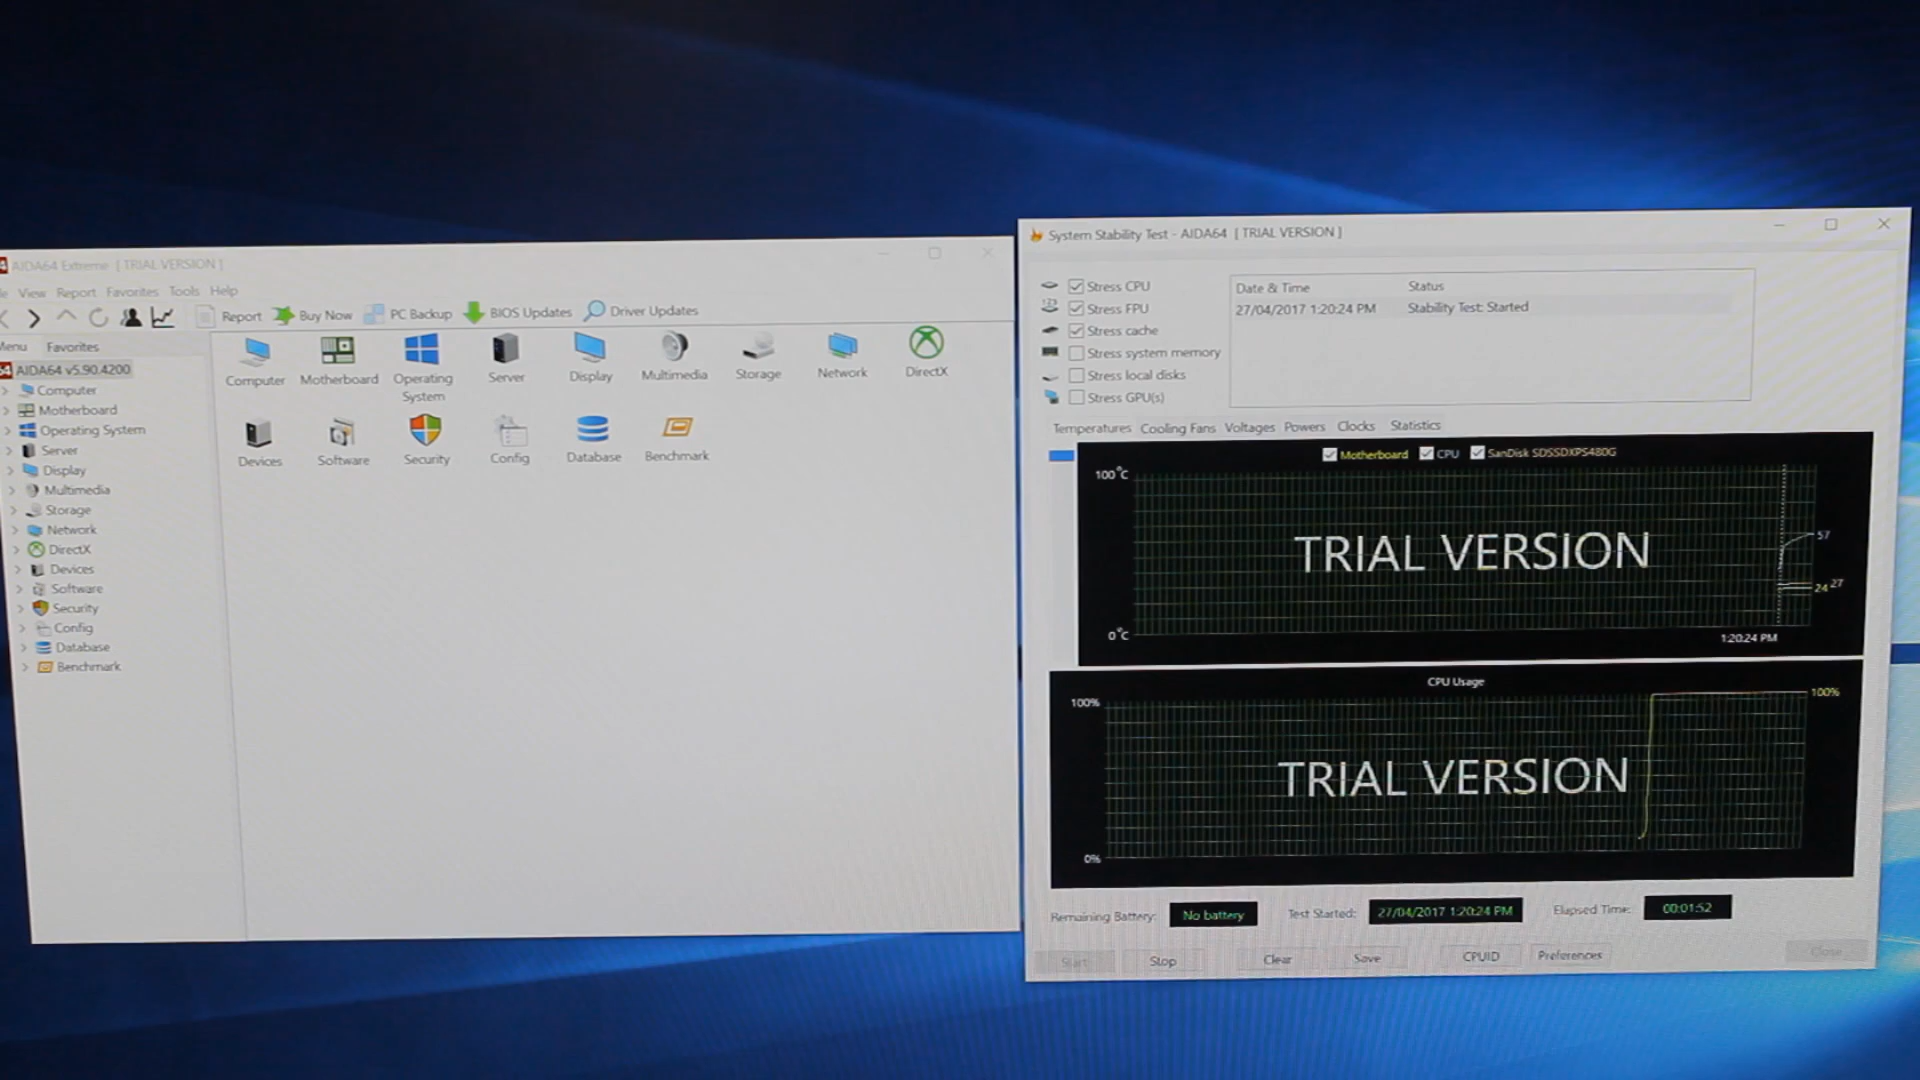 AIDA64 Extreme [ TRIAL VERSION ]
View Report Favorites Tools Help
Report Buy Now PC Backup BIOS Updates Driver Updates
Menu Favorites
AIDA64 v5.90.4200
Computer
Motherboard
Operating System
Server
Display
Multimedia
Storage
Network
DirectX
Devices
Software
Security
Config
Database
Benchmark
Computer Motherboard Operating System Server Display Multimedia Storage Network DirectX
Devices Software Security Config Database Benchmark
System Stability Test - AIDA64 [ TRIAL VERSION ]
Stress CPU
Stress FPU
Stress cache
Stress system memory
Stress local disks
Stress GPU(s)
Date & Time Status
27/04/2017 1:20:24 PM Stability Test: Started
Temperatures Cooling Fans Voltages Powers Clocks Statistics
Motherboard CPU SanDisk SDSSDXPS480G
100°C
TRIAL VERSION
57
24 27
0°C
1:20:24 PM
CPU Usage
100% 100%
TRIAL VERSION
0%
Remaining Battery: No battery Test Started: 27/04/2017 1:20:24 PM Elapsed Time: 00:01:52
Start Stop Clear Save CPUID Preferences Close